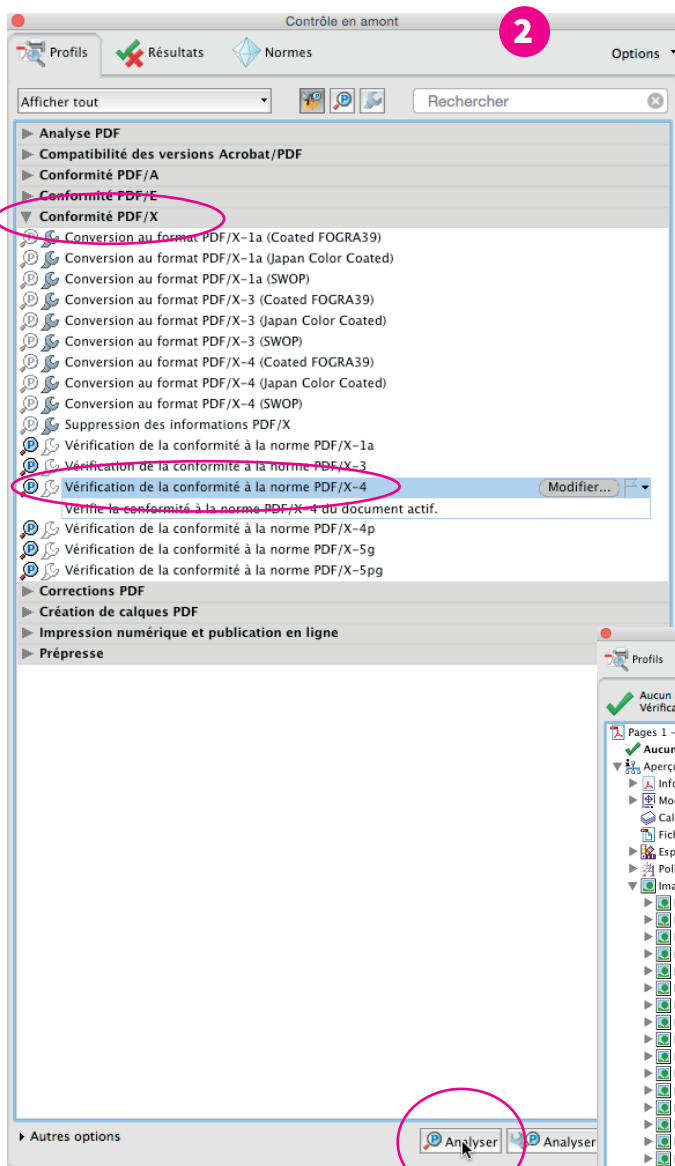 Contrôle en amont
2
Profils
Résultats
Normes
Options
Afficher tout
Rechercher
Analyse PDF
Compatibilité des versions Acrobat/PDF
Conformité PDF/A
Conformité PDF/E
Conformité PDF/X
Conversion au format PDF/X-1a (Coated FOGRA39)
Conversion au format PDF/X-1a (Japan Color Coated)
Conversion au format PDF/X-1a (SWOP)
Conversion au format PDF/X-3 (Coated FOGRA39)
Conversion au format PDF/X-3 (Japan Color Coated)
Conversion au format PDF/X-3 (SWOP)
Conversion au format PDF/X-4 (Coated FOGRA39)
Conversion au format PDF/X-4 (Japan Color Coated)
Conversion au format PDF/X-4 (SWOP)
Suppression des informations PDF/X
Vérification de la conformité à la norme PDF/X-1a
Vérification de la conformité à la norme PDF/X-3
Vérification de la conformité à la norme PDF/X-4 Modifier...
Vérifie la conformité à la norme PDF/X-4 du document actif.
Vérification de la conformité à la norme PDF/X-4p
Vérification de la conformité à la norme PDF/X-5g
Vérification de la conformité à la norme PDF/X-5pg
Corrections PDF
Création de calques PDF
Impression numérique et publication en ligne
Prépresse
Autres options
Analyser
Analyser
Profils
Aucun
Pages 1 -